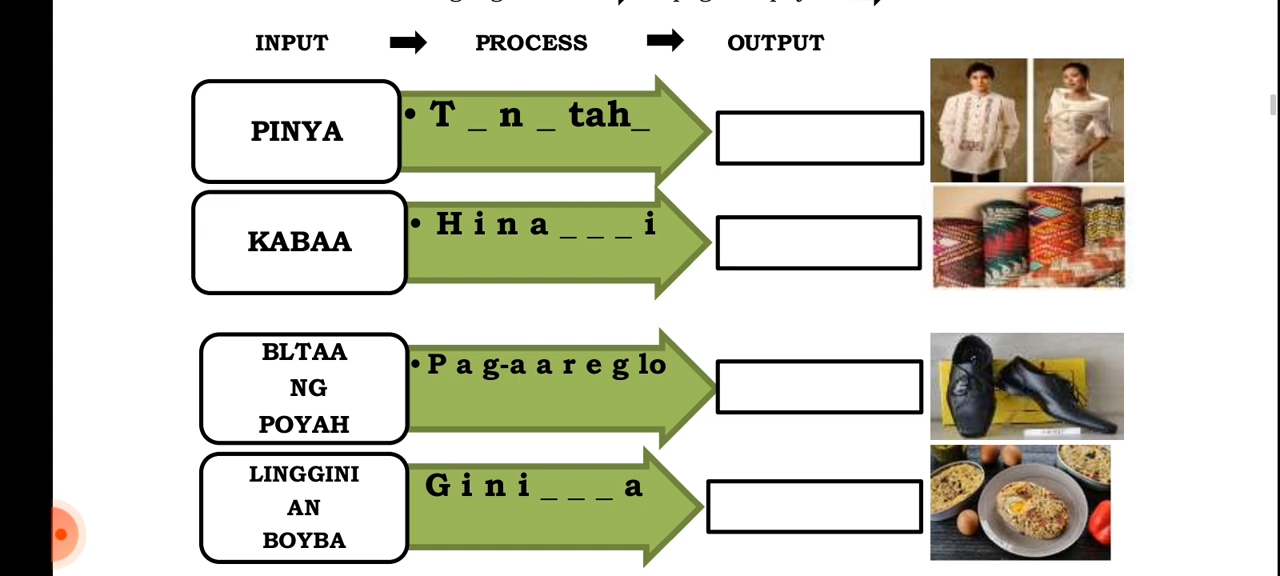 INPUT PROCESS OUTPUT
PINYA
• T _ n _ tah_
KABAA
• H i n a _ _ _ i
BLTAA
NG
POYAH
• P a g-a a r e g lo
LINGGINI
AN
BOYBA
G i n i _ _ _ a